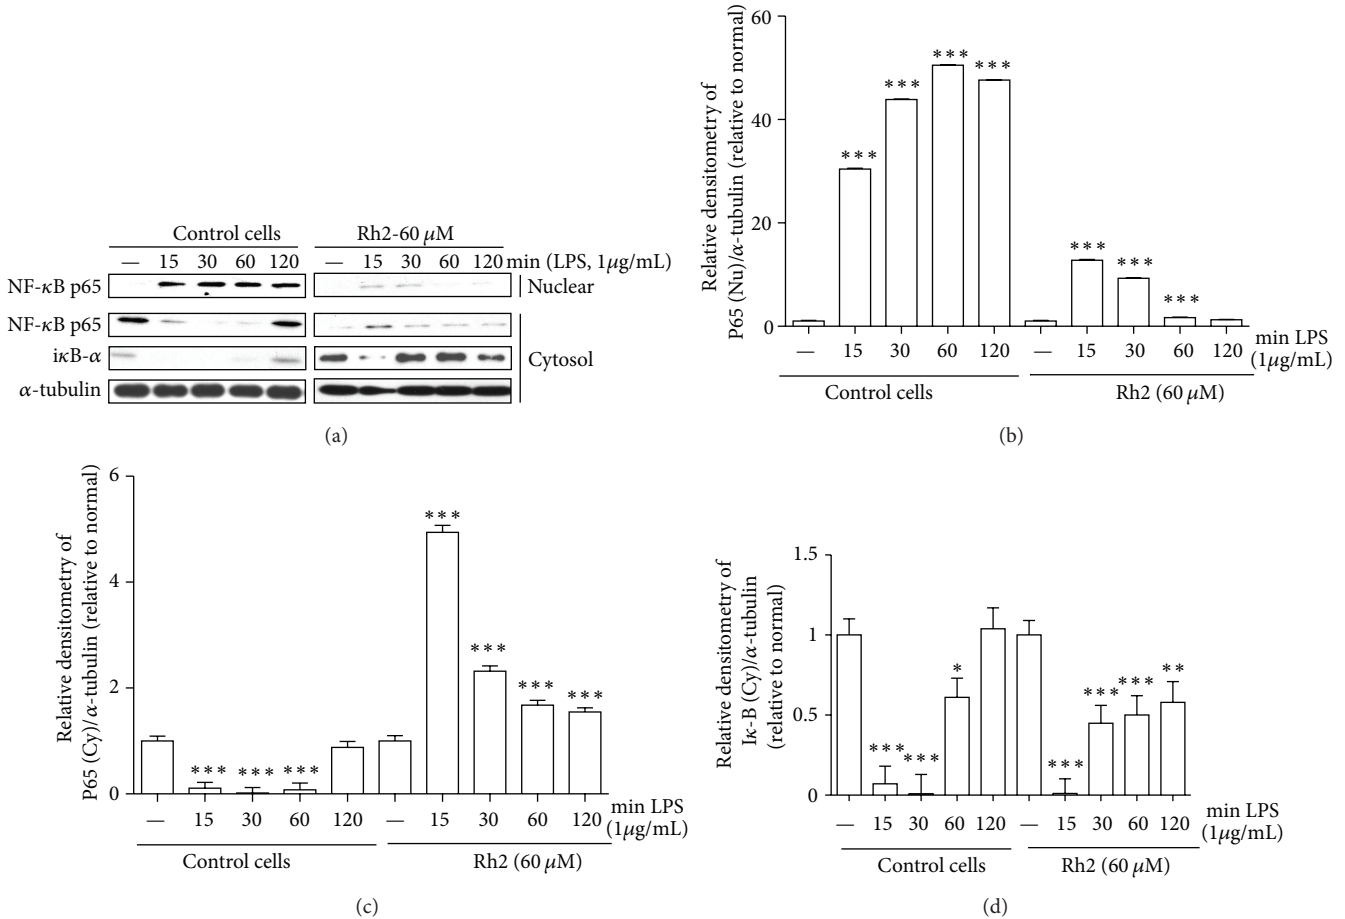 Control cells Rh2-60 μM
— 15 30 60 120 — 15 30 60 120 min (LPS, 1μg/mL)
NF-κB p65 Nuclear
NF-κB p65
iκB-α Cytosol
α-tubulin
(a)
Relative densitometry of
P65 (Nu)/α-tubulin (relative to normal)
60
40
20
0
*** *** *** *** *** *** ***
— 15 30 60 120 — 15 30 60 120 min LPS
(1μg/mL)
Control cells Rh2 (60 μM)
(b)
Relative densitometry of
P65 (Cy)/α-tubulin (relative to normal)
6
4
2
0
*** *** *** *** *** *** ***
— 15 30 60 120 — 15 30 60 120 min LPS
(1μg/mL)
Control cells Rh2 (60 μM)
(c)
Relative densitometry of
Iκ-B (Cy)/α-tubulin
(relative to normal)
1.5
1
0.5
0
*** *** * *** *** *** **
— 15 30 60 120 — 15 30 60 120 min LPS
(1μg/mL)
Control cells Rh2 (60 μM)
(d)